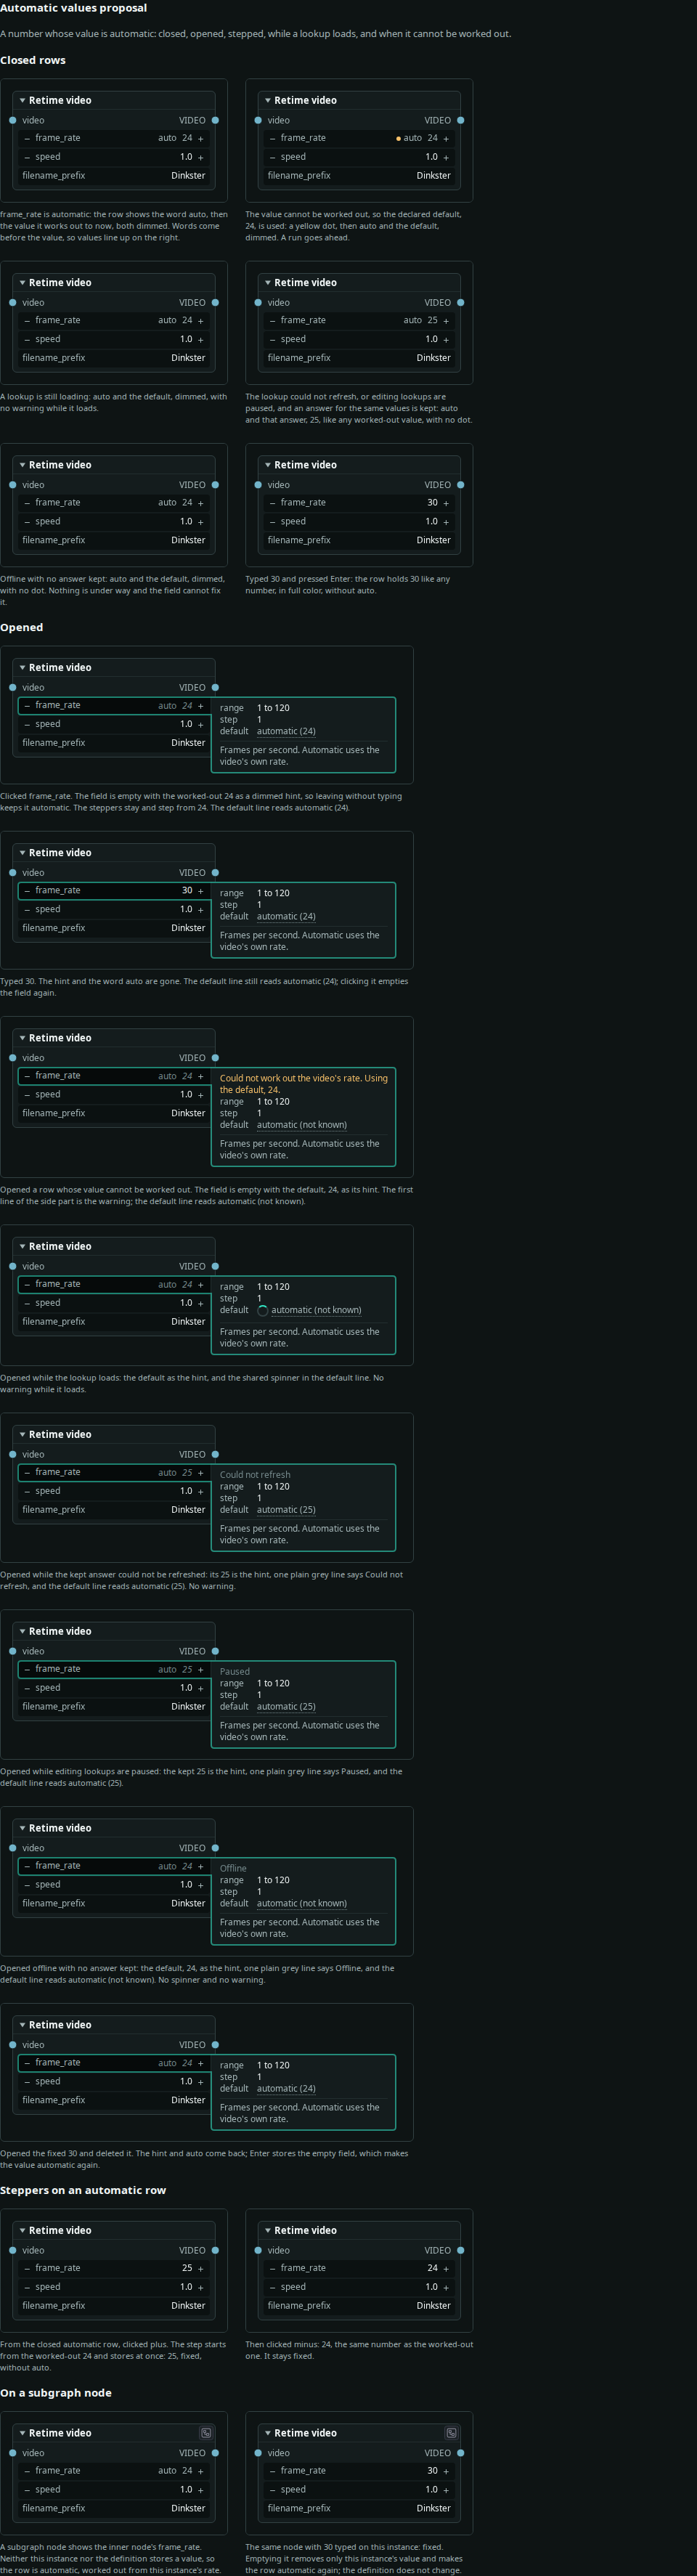 Automatic values proposal
A number whose value is automatic: closed, opened, stepped, while a lookup loads, and when it cannot be worked out.
Closed rows
Retime video
video VIDEO
– frame_rate auto 24 +
– speed 1.0 +
filename_prefix Dinkster
frame_rate is automatic: the row shows the word auto, then
the value it works out to now, both dimmed. Words come
before the value, so values line up on the right.
Retime video
video VIDEO
– frame_rate auto 24 +
– speed 1.0 +
filename_prefix Dinkster
The value cannot be worked out, so the declared default,
24, is used: a yellow dot, then auto and the default,
dimmed. A run goes ahead.
Retime video
video VIDEO
– frame_rate auto 24 +
– speed 1.0 +
filename_prefix Dinkster
A lookup is still loading: auto and the default, dimmed, with
no warning while it loads.
Retime video
video VIDEO
– frame_rate auto 25 +
– speed 1.0 +
filename_prefix Dinkster
The lookup could not refresh, or editing lookups are
paused, and an answer for the same values is kept: auto
and that answer, 25, like any worked-out value, with no dot.
Retime video
video VIDEO
– frame_rate auto 24 +
– speed 1.0 +
filename_prefix Dinkster
Offline with no answer kept: auto and the default, dimmed,
with no dot. Nothing is under way and the field cannot fix
it.
Retime video
video VIDEO
– frame_rate 30 +
– speed 1.0 +
filename_prefix Dinkster
Typed 30 and pressed Enter: the row holds 30 like any
number, in full color, without auto.
Opened
Retime video
video VIDEO
– frame_rate auto 24 +
– speed 1.0 +
filename_prefix Dinkster
range 1 to 120
step 1
default automatic (24)
Frames per second. Automatic uses the
video's own rate.
Clicked frame_rate. The field is empty with the worked-out 24 as a dimmed hint, so leaving without typing
keeps it automatic. The steppers stay and step from 24. The default line reads automatic (24).
Retime video
video VIDEO
– frame_rate 30 +
– speed 1.0 +
filename_prefix Dinkster
range 1 to 120
step 1
default automatic (24)
Frames per second. Automatic uses the
video's own rate.
Typed 30. The hint and the word auto are gone. The default line still reads automatic (24); clicking it empties
the field again.
Retime video
video VIDEO
– frame_rate auto 24 +
– speed 1.0 +
filename_prefix Dinkster
Could not work out the video's rate. Using
the default, 24.
range 1 to 120
step 1
default automatic (not known)
Frames per second. Automatic uses the
video's own rate.
Opened a row whose value cannot be worked out. The field is empty with the default, 24, as its hint. The first
line of the side part is the warning; the default line reads automatic (not known).
Retime video
video VIDEO
– frame_rate auto 24 +
– speed 1.0 +
filename_prefix Dinkster
range 1 to 120
step 1
default automatic (not known)
Frames per second. Automatic uses the
video's own rate.
Opened while the lookup loads: the default as the hint, and the shared spinner in the default line. No
warning while it loads.
Retime video
video VIDEO
– frame_rate auto 25 +
– speed 1.0 +
filename_prefix Dinkster
Could not refresh
range 1 to 120
step 1
default automatic (25)
Frames per second. Automatic uses the
video's own rate.
Opened while the kept answer could not be refreshed: its 25 is the hint, one plain grey line says Could not
refresh, and the default line reads automatic (25). No warning.
Retime video
video VIDEO
– frame_rate auto 25 +
– speed 1.0 +
filename_prefix Dinkster
Paused
range 1 to 120
step 1
default automatic (25)
Frames per second. Automatic uses the
video's own rate.
Opened while editing lookups are paused: the kept 25 is the hint, one plain grey line says Paused, and the
default line reads automatic (25).
Retime video
video VIDEO
– frame_rate auto 24 +
– speed 1.0 +
filename_prefix Dinkster
Offline
range 1 to 120
step 1
default automatic (not known)
Frames per second. Automatic uses the
video's own rate.
Opened offline with no answer kept: the default, 24, as the hint, one plain grey line says Offline, and the
default line reads automatic (not known). No spinner and no warning.
Retime video
video VIDEO
– frame_rate auto 24 +
– speed 1.0 +
filename_prefix Dinkster
range 1 to 120
step 1
default automatic (24)
Frames per second. Automatic uses the
video's own rate.
Opened the fixed 30 and deleted it. The hint and auto come back; Enter stores the empty field, which makes
the value automatic again.
Steppers on an automatic row
Retime video
video VIDEO
– frame_rate 25 +
– speed 1.0 +
filename_prefix Dinkster
From the closed automatic row, clicked plus. The step starts
from the worked-out 24 and stores at once: 25, fixed,
without auto.
Retime video
video VIDEO
– frame_rate 24 +
– speed 1.0 +
filename_prefix Dinkster
Then clicked minus: 24, the same number as the worked-out
one. It stays fixed.
On a subgraph node
Retime video
video VIDEO
– frame_rate auto 24 +
– speed 1.0 +
filename_prefix Dinkster
A subgraph node shows the inner node's frame_rate.
Neither this instance nor the definition stores a value, so
the row is automatic, worked out from this instance's rate.
Retime video
video VIDEO
– frame_rate 30 +
– speed 1.0 +
filename_prefix Dinkster
The same node with 30 typed on this instance: fixed.
Emptying it removes only this instance's value and makes
the row automatic again; the definition does not change.